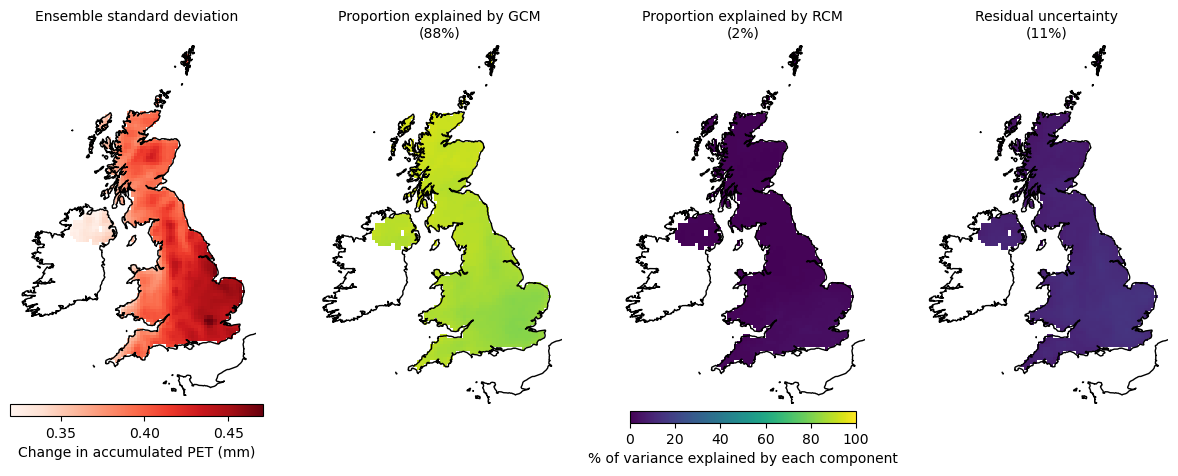 Ensemble standard deviation
Proportion explained by GCM
(88%)
Proportion explained by RCM
(2%)
Residual uncertainty
(11%)
0.35 0.40 0.45
Change in accumulated PET (mm)
0 20 40 60 80 100
% of variance explained by each component